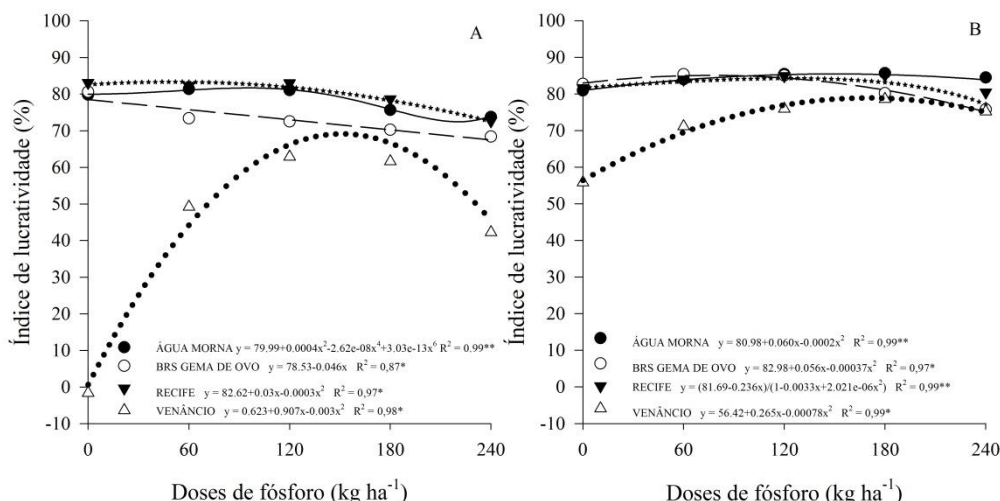 A
Índice de lucratividade (%)
100
90
80
70
60
50
40
30
20
10
0
-10
ÁGUA MORNA y = 79.99+0.0004x²-2.62e-08x⁴+3.03e-13x⁶ R² = 0.99**
BRS GEMA DE OVO y = 78.53-0.046x R² = 0,87*
RECIFE y = 82.62+0.03x-0.0003x² R² = 0,97*
VENÂNCIO y = 0.623+0.907x-0.003x² R² = 0,98*
0 60 120 180 240
Doses de fósforo (kg ha⁻¹)
B
Índice de lucratividade (%)
100
90
80
70
60
50
40
30
20
10
0
-10
ÁGUA MORNA y = 80.98+0.060x-0.0002x² R² = 0,99**
BRS GEMA DE OVO y = 82.98+0.056x-0.00037x² R² = 0,97*
RECIFE y = (81.69-0.236x)/(1-0.0033x+2.021e-06x²) R² = 0,99**
VENÂNCIO y = 56.42+0.265x-0.00078x² R² = 0,99*
0 60 120 180 240
Doses de fósforo (kg ha⁻¹)